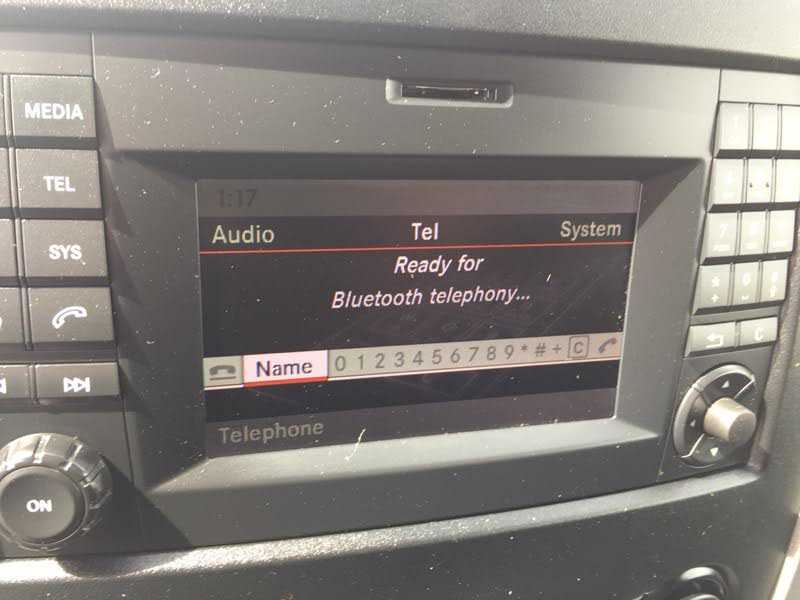 MEDIA
TEL
SYS
ON
1:17
Audio Tel System
Ready for
Bluetooth telephony...
Name 0 1 2 3 4 5 6 7 8 9 * # + C
Telephone
7
C